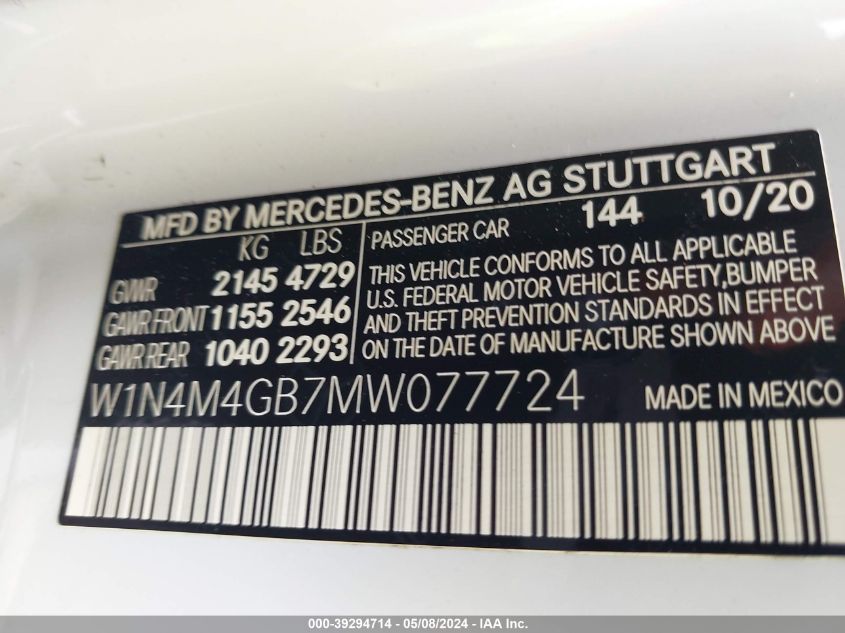 MFD BY MERCEDES-BENZ AG STUTTGART
KG LBS
GVWR 2145 4729
GAWR FRONT 1155 2546
GAWR REAR 1040 2293
PASSENGER CAR 144 10/20
THIS VEHICLE CONFORMS TO ALL APPLICABLE
U.S. FEDERAL MOTOR VEHICLE SAFETY,BUMPER
AND THEFT PREVENTION STANDARDS IN EFFECT
ON THE DATE OF MANUFACTURE SHOWN ABOVE
W1N4M4GB7MW077724 MADE IN MEXICO
000-39294714 - 05/08/2024 - IAA Inc.